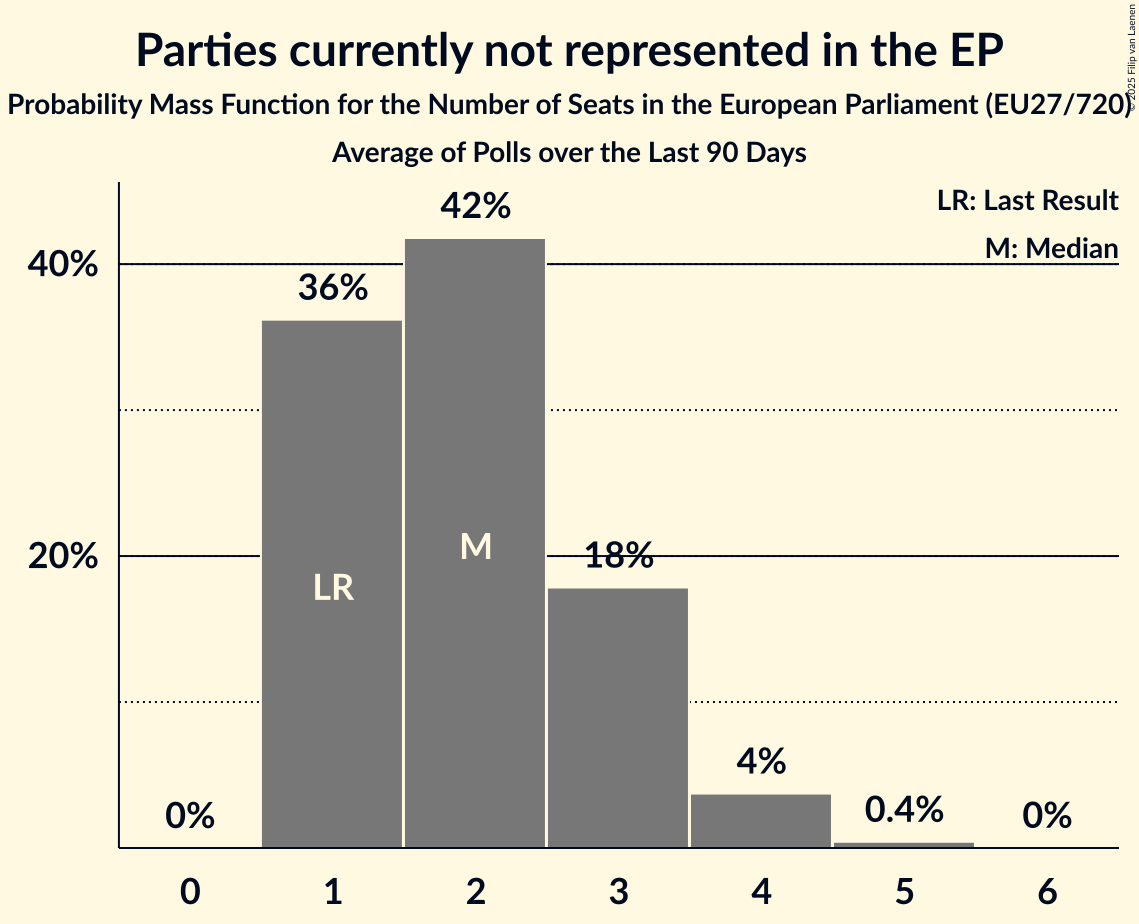 Parties currently not represented in the EP
Probability Mass Function for the Number of Seats in the European Parliament (EU27/720)
Average of Polls over the Last 90 Days
© 2025 Filip van Laenen
LR: Last Result
M: Median
40%
20%
0%
36%
42%
18%
4%
0.4%
0%
LR
M
0 1 2 3 4 5 6